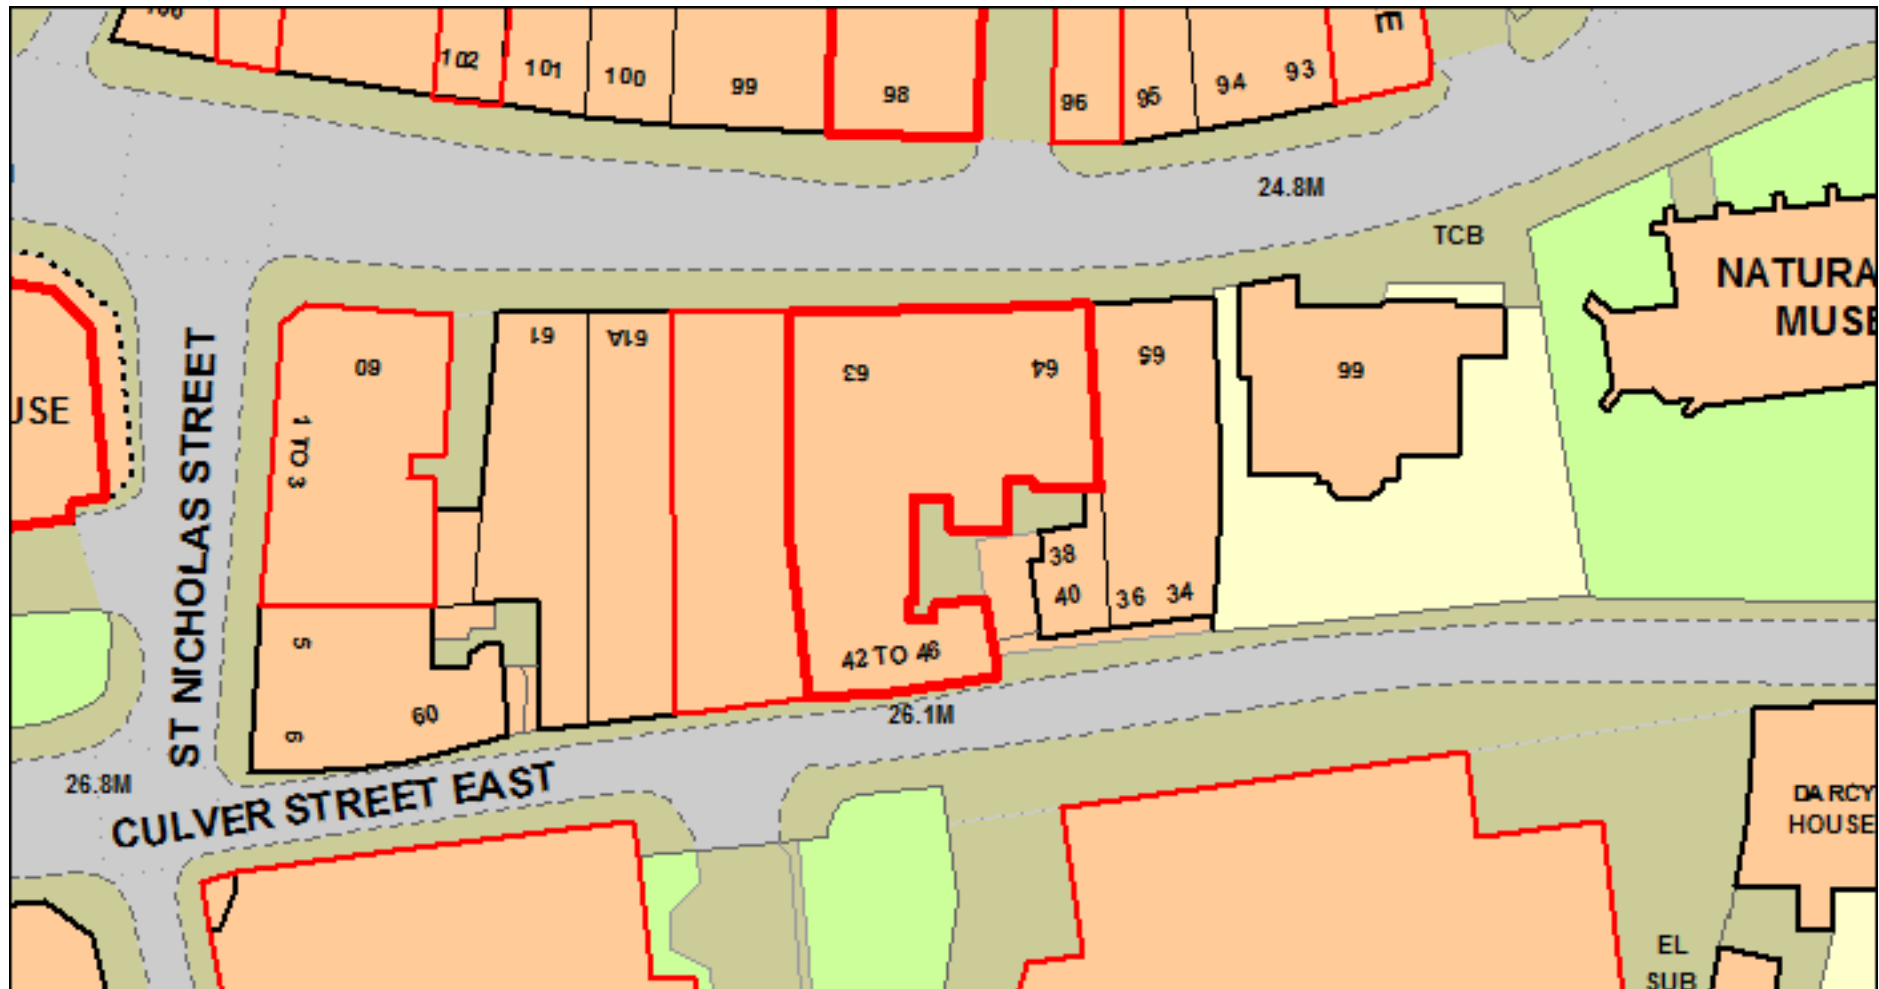 102
101
100
99
98
96
95
94
93
E
24.8M
TCB
NATURA
MUSE
USE
ST NICHOLAS STREET
60
1 TO 3
61
61A
63
64
65
66
38
40
36
34
42 TO 46
26.1M
5
6
60
26.8M
CULVER STREET EAST
DARCY
HOUSE
EL
SUB